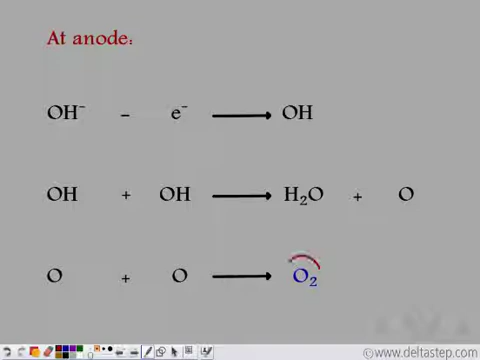 At anode:
OH⁻ – e⁻ → OH
OH + OH → H₂O + O
O + O → O₂
©www.deltastep.com